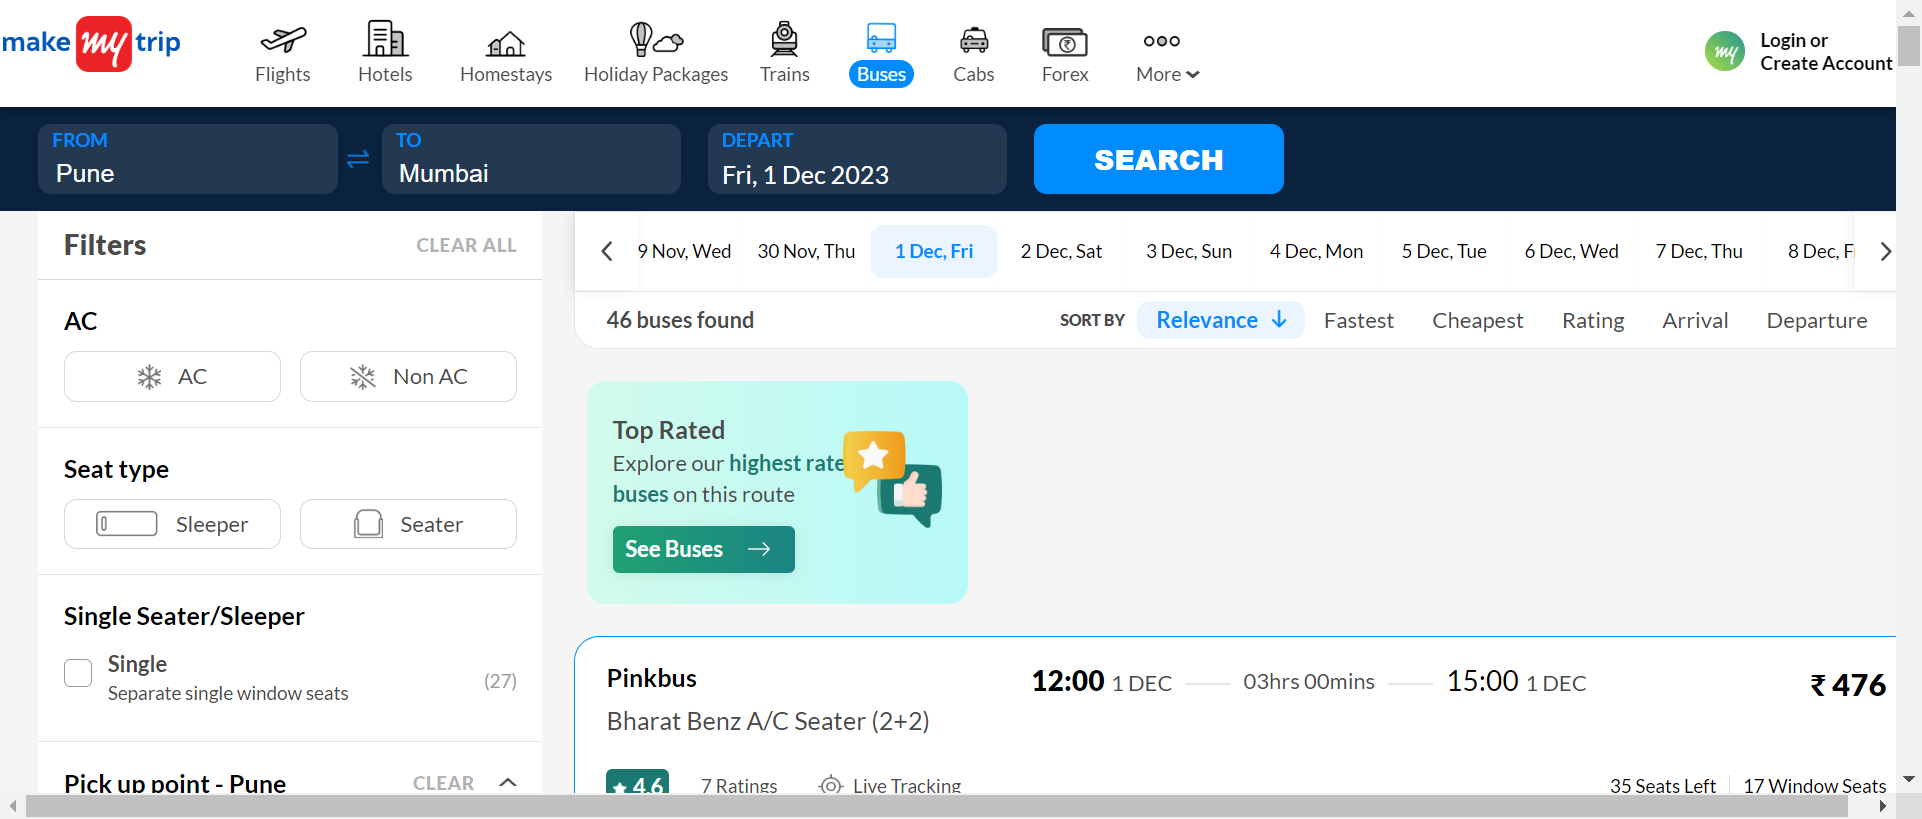 make my trip
Flights
Hotels
Homestays
Holiday Packages
Trains
Buses
Cabs
Forex
More
my
Login or
Create Account
FROM
Pune
TO
Mumbai
DEPART
Fri, 1 Dec 2023
SEARCH
Filters
CLEAR ALL
AC
AC
Non AC
Seat type
Sleeper
Seater
Single Seater/Sleeper
Single
Separate single window seats
(27)
Pick up point - Pune
CLEAR
9 Nov, Wed
30 Nov, Thu
1 Dec, Fri
2 Dec, Sat
3 Dec, Sun
4 Dec, Mon
5 Dec, Tue
6 Dec, Wed
7 Dec, Thu
8 Dec, F
46 buses found
SORT BY
Relevance
Fastest
Cheapest
Rating
Arrival
Departure
Top Rated
Explore our highest rate
buses on this route
See Buses
Pinkbus
12:00 1 DEC
03hrs 00mins
15:00 1 DEC
₹ 476
Bharat Benz A/C Seater (2+2)
4.6
7 Ratings
Live Tracking
35 Seats Left
17 Window Seats